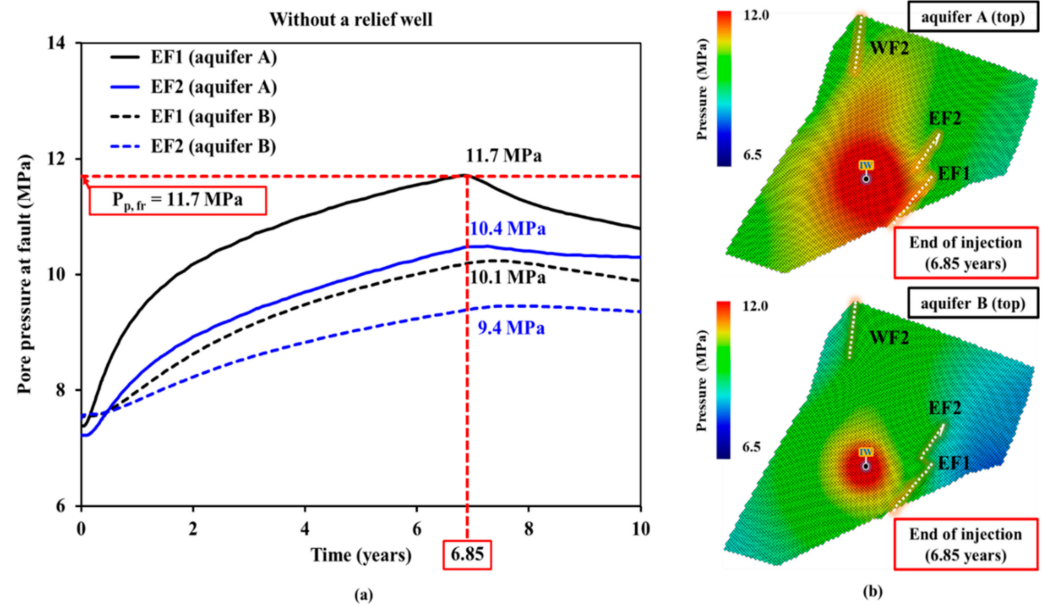 Without a relief well
Pore pressure at fault (MPa)
14
12
10
8
6
EF1 (aquifer A)
EF2 (aquifer A)
EF1 (aquifer B)
EF2 (aquifer B)
11.7 MPa
Pp, fr = 11.7 MPa
10.4 MPa
10.1 MPa
9.4 MPa
0
2
4
6
8
10
Time (years)
6.85
(a)
12.0
Pressure (MPa)
6.5
aquifer A (top)
WF2
EF2
IW
EF1
End of injection
(6.85 years)
12.0
Pressure (MPa)
6.5
aquifer B (top)
WF2
EF2
IW
EF1
End of injection
(6.85 years)
(b)